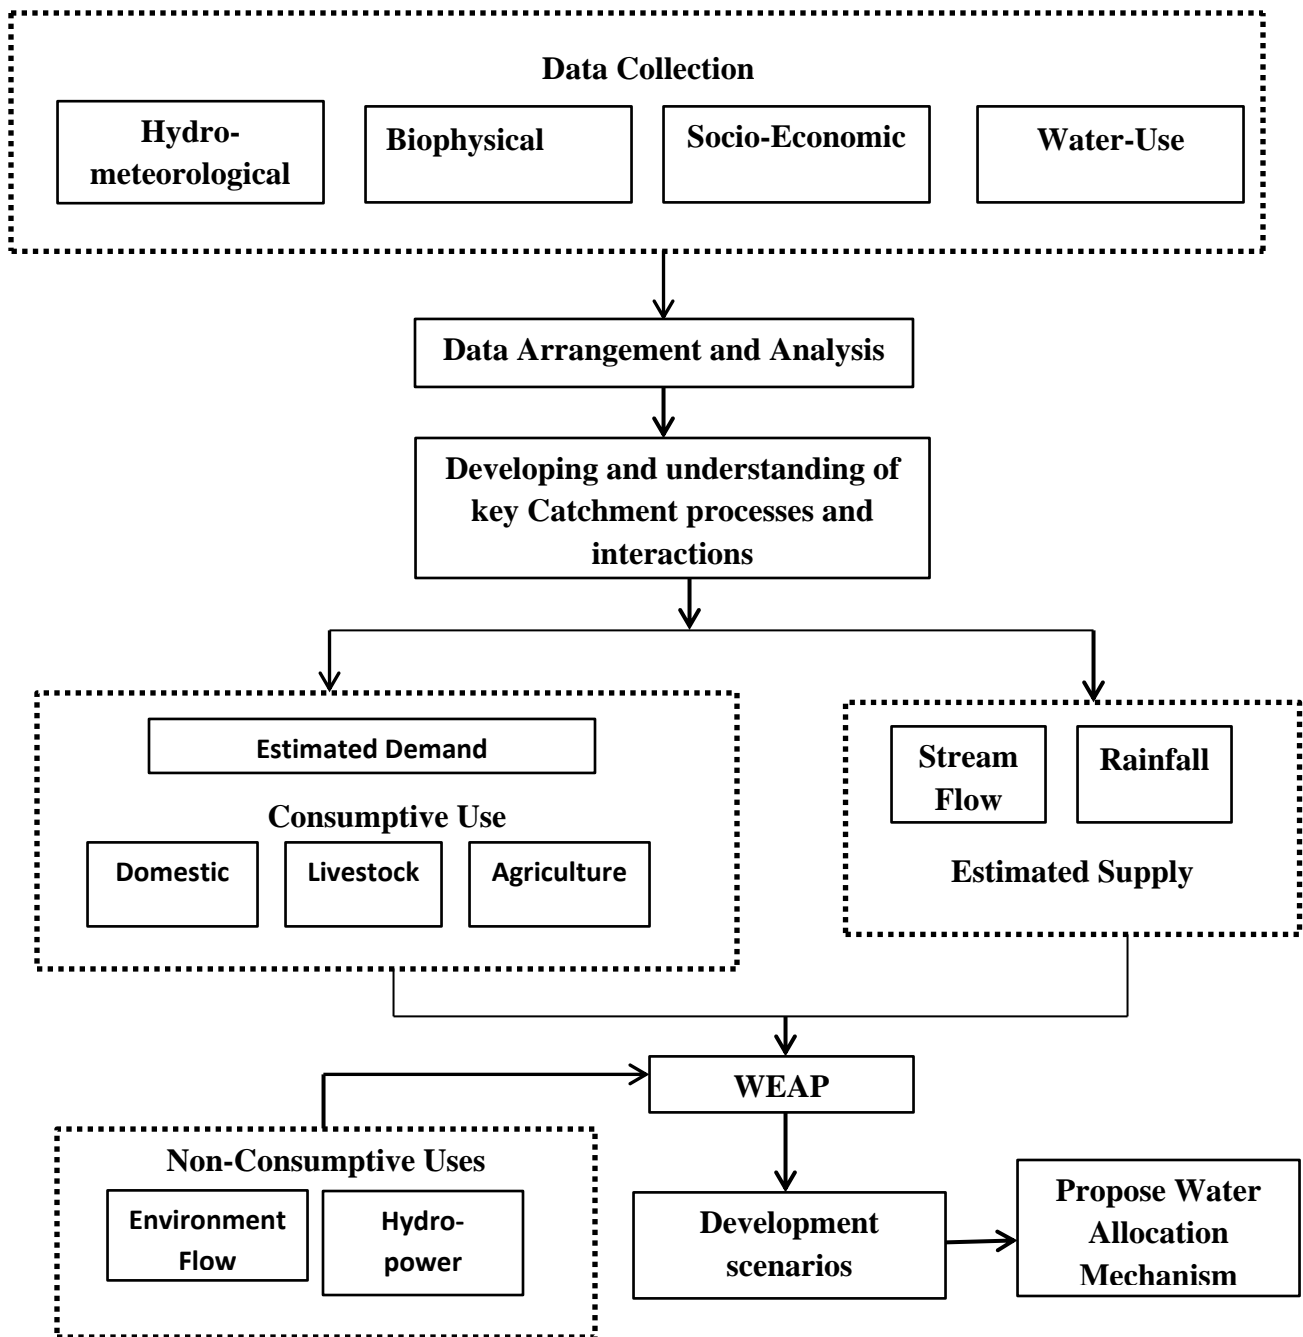 Data Collection
Hydro-
meteorological
Biophysical
Socio-Economic
Water-Use
Data Arrangement and Analysis
Developing and understanding of
key Catchment processes and
interactions
Estimated Demand
Consumptive Use
Domestic
Livestock
Agriculture
Stream
Flow
Rainfall
Estimated Supply
WEAP
Non-Consumptive Uses
Environment
Flow
Hydro-
power
Development
scenarios
Propose Water
Allocation
Mechanism